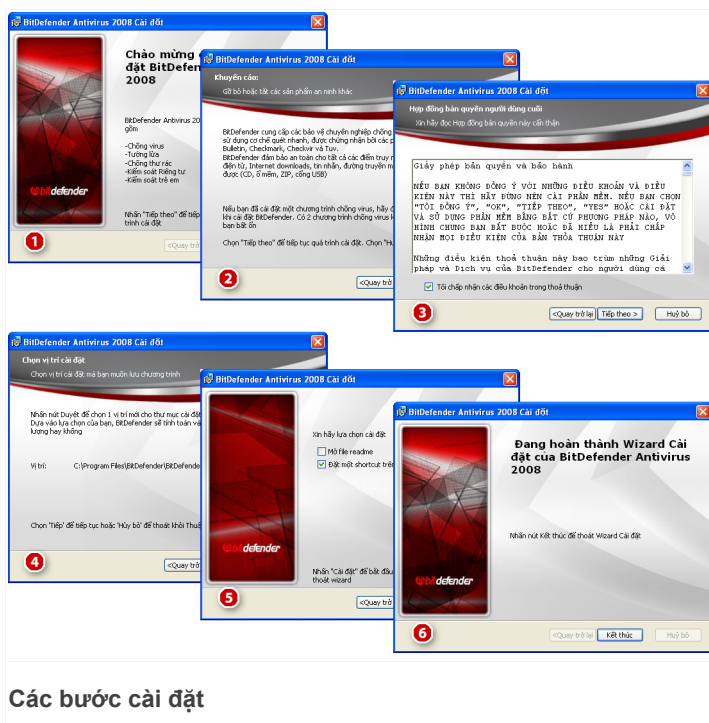 BitDefender Antivirus 2008 Cài đặt
Chào mừng
đặt BitDefen
2008
BitDefender Antivirus 20
gồm
-Chống virus
-Tường lửa
-Chống thư rác
-Kiểm soát Riêng tư
-Kiểm soát trẻ em
Nhấn "Tiếp theo" để tiếp
trình cài đặt
bitdefender
1
<Quay trở
BitDefender Antivirus 2008 Cài đặt
Khuyến cáo:
Gỡ bỏ hoặc tắt các sản phẩm an ninh khác
BitDefender cung cấp các bảo vệ chuyên nghiệp chống
sử dụng cơ chế quét nhanh, được chứng nhận bởi các p
Bulletin, Checkmark, Checkvir và Tuv.
BitDefender đảm bảo an toàn cho tất cả các điểm truy n
điện tử, Internet downloads, tin nhắn, đường truyền m
được (CD, ổ mềm, ZIP, cổng USB)
Nếu bạn đã cài đặt một chương trình chống virus, hãy
khi cài đặt BitDefender. Có 2 chương trình chống virus
bạn bất ổn
Chọn "Tiếp theo" để tiếp tục quá trình cài đặt. Chọn "Hu
2
<Quay trở
BitDefender Antivirus 2008 Cài đặt
Hợp đồng bản quyền người dùng cuối
Xin hãy đọc Hợp đồng bản quyền này cẩn thận
Giấy phép bản quyền và bảo hành
NẾU BẠN KHÔNG ĐỒNG Ý VỚI NHỮNG ĐIỀU KHOẢN VÀ ĐIỀU
KIỆN NÀY THÌ HÃY ĐỪNG NÊN CÀI PHẦN MỀM. NẾU BẠN CHỌN
"TÔI ĐỒNG Ý", "OK", "TIẾP THEO", "YES" HOẶC CÀI ĐẶT
VÀ SỬ DỤNG PHẦN MỀM BẰNG BẤT CỨ PHƯƠNG PHÁP NÀO, VÔ
HÌNH CHUNG BẠN BẮT BUỘC HOẶC ĐÃ HIỂU LÀ PHẢI CHẤP
NHẬN MỌI ĐIỀU KIỆN CỦA BẢN THỎA THUẬN NÀY
Những điều kiện thoả thuận này bao trùm những Giải
pháp và Dịch vụ của BitDefender cho người dùng cá
Tôi chấp nhận các điều khoản trong thoả thuận
3
<Quay trở lại Tiếp theo > Huỷ bỏ
BitDefender Antivirus 2008 Cài đặt
Chọn vị trí cài đặt
Chọn vị trí cài đặt mà bạn muốn lưu chương trình
Nhấn nút Duyệt để chọn 1 vị trí mới cho thư mục cài đặt
Dựa vào lựa chọn của bạn, BitDefender sẽ tính toán và
lượng hay không
Vị trí: C:\Program Files\BitDefender\BitDefende
Chọn 'Tiếp' để tiếp tục hoặc 'Hủy bỏ' để thoát khỏi Thuậ
4
<Quay trở
BitDefender Antivirus 2008 Cài đặt
Xin hãy lựa chọn cài đặt
Mở file readme
Đặt một shortcut trên
Nhấn "Cài đặt" để bắt đầu
thoát wizard
bitdefender
5
<Quay trở
BitDefender Antivirus 2008 Cài đặt
Đang hoàn thành Wizard Cài
đặt của BitDefender Antivirus
2008
Nhấn nút Kết thúc để thoát Wizard Cài đặt
bitdefender
6
<Quay trở lại Kết thúc Huỷ bỏ
Các bước cài đặt